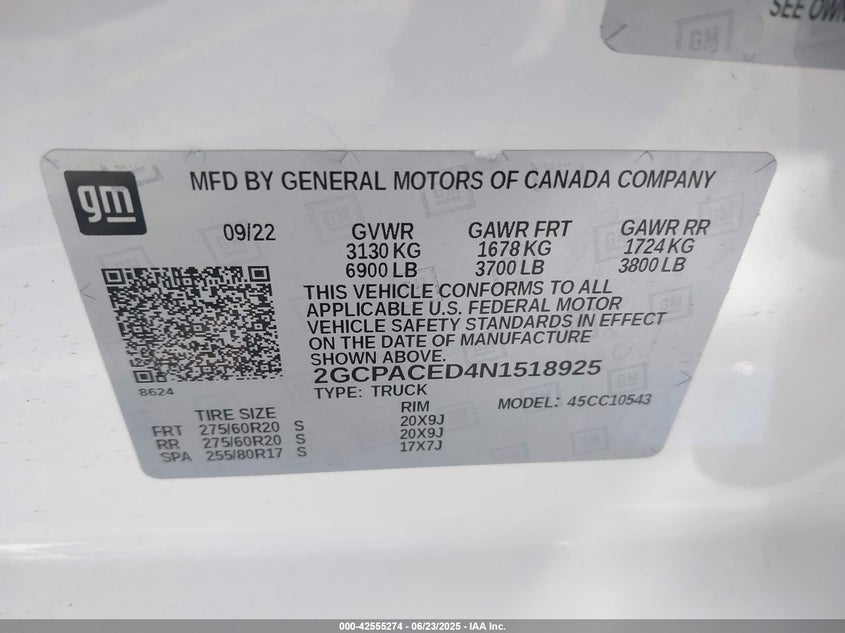 SEE OWN
GM
gm
MFD BY GENERAL MOTORS OF CANADA COMPANY
09/22 GVWR GAWR FRT GAWR RR
3130 KG 1678 KG 1724 KG
6900 LB 3700 LB 3800 LB
THIS VEHICLE CONFORMS TO ALL
APPLICABLE U.S. FEDERAL MOTOR
VEHICLE SAFETY STANDARDS IN EFFECT
ON THE DATE OF MANUFACTURE
SHOWN ABOVE.
2GCPACED4N1518925
8624
TYPE: TRUCK MODEL: 45CC10543
TIRE SIZE RIM
FRT 275/60R20 S 20X9J
RR 275/60R20 S 20X9J
SPA 255/80R17 S 17X7J
000-42555274 - 06/23/2025 - IAA Inc.